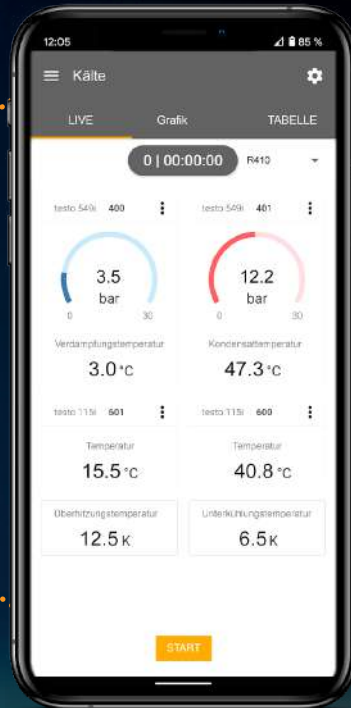 12:05 85 %
Kälte
LIVE Grafik TABELLE
0 | 00:00:00 R410
testo 549i 400 testo 549i 401
3.5 12.2
bar bar
0 30 0 30
Verdampfungstemperatur Kondensattemperatur
3.0 °C 47.3 °C
testo 115i 601 testo 115i 600
Temperatur Temperatur
15.5 °C 40.8 °C
Überhitzungstemperatur Unterkühlungstemperatur
12.5 K 6.5 K
START